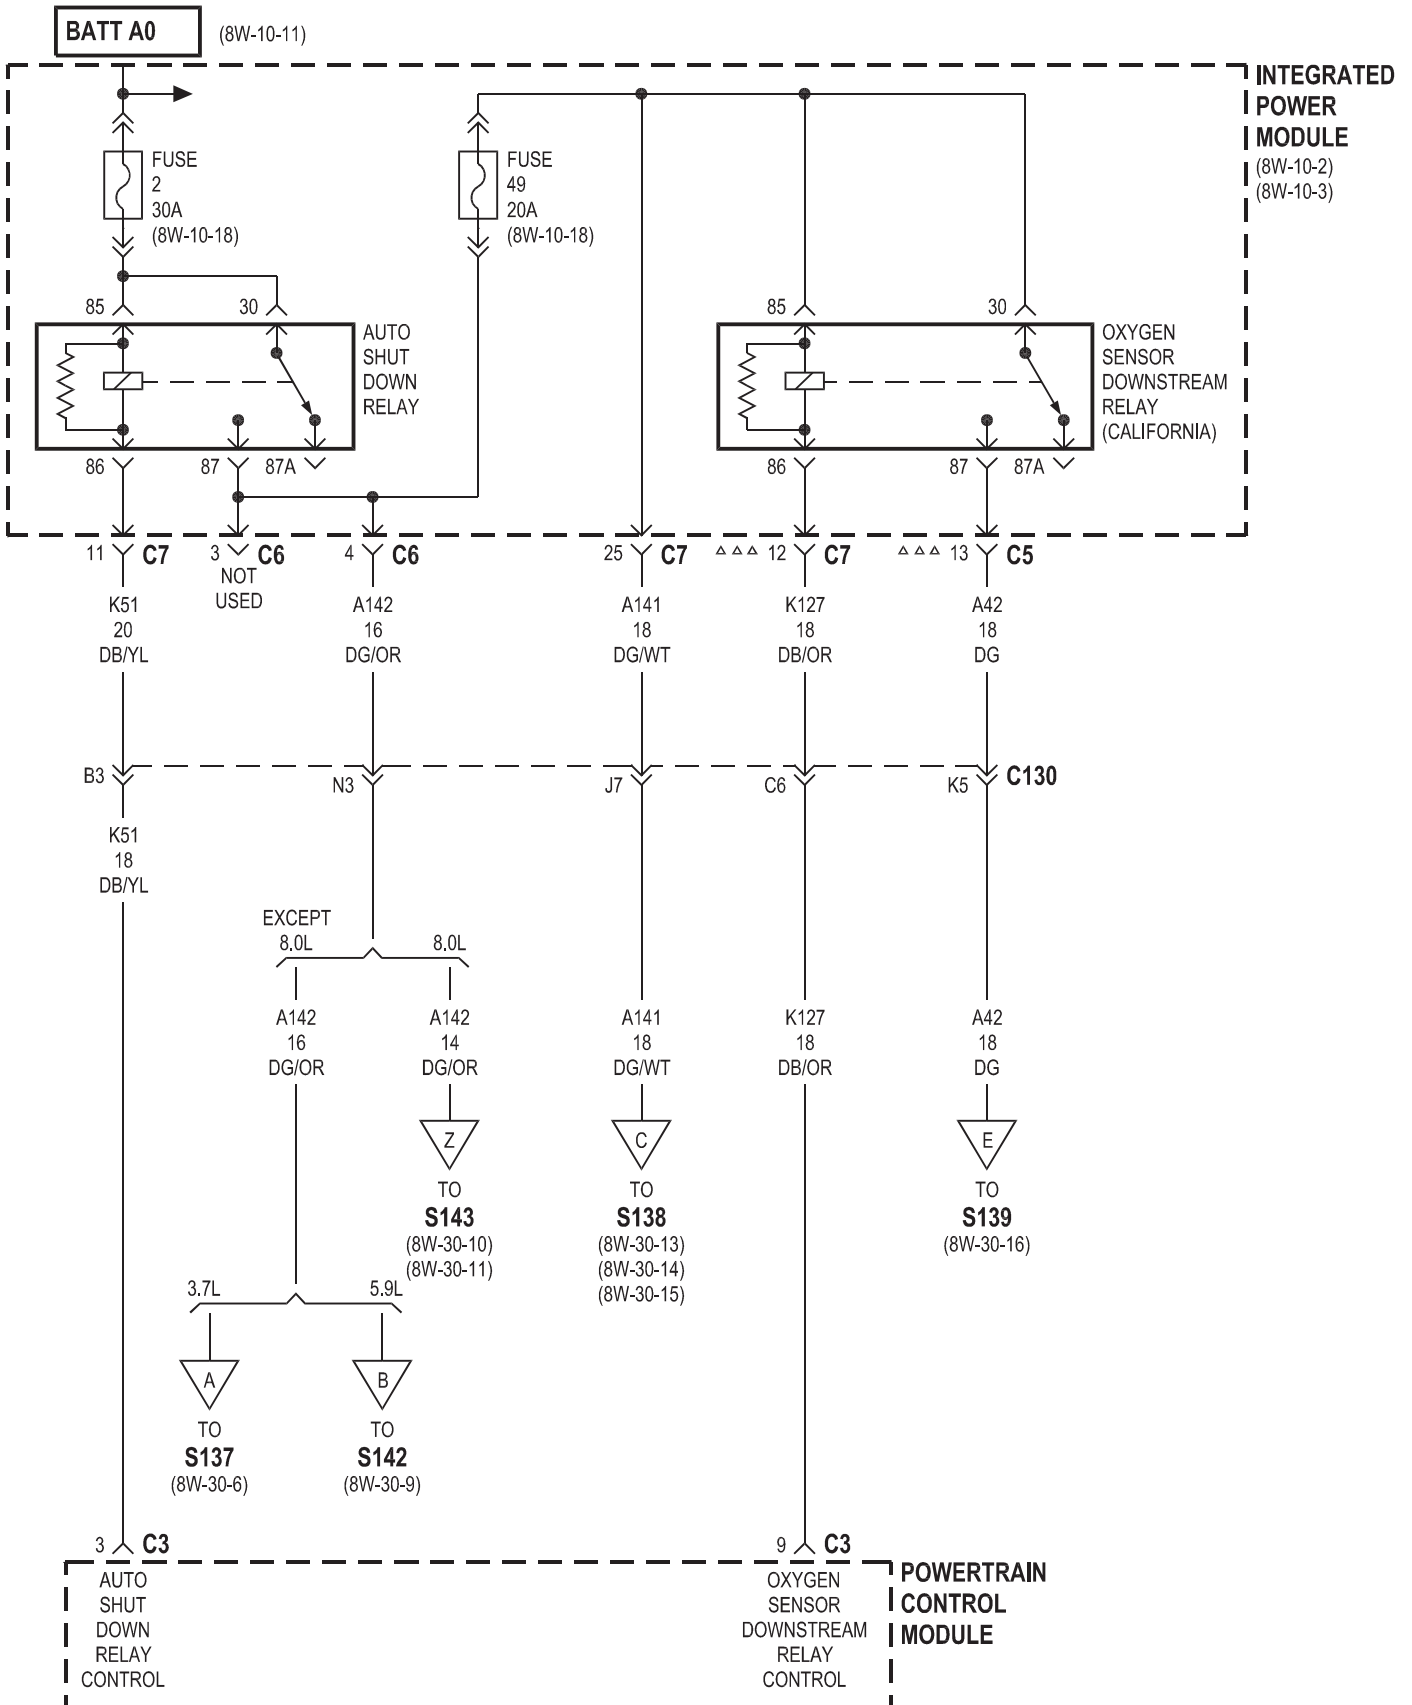 BATT A0 (8W-10-11)
INTEGRATED
POWER
MODULE
(8W-10-2)
(8W-10-3)
FUSE
2
30A
(8W-10-18)
FUSE
49
20A
(8W-10-18)
85 30
AUTO
SHUT
DOWN
RELAY
86 87 87A
85 30
OXYGEN
SENSOR
DOWNSTREAM
RELAY
(CALIFORNIA)
86 87 87A
11 C7 3 C6 4 C6 25 C7 12 C7 13 C5
NOT
USED
K51 A142 A141 K127 A42
20 16 18 18 18
DB/YL DG/OR DG/WT DB/OR DG
B3 N3 J7 C6 K5 C130
K51
18
DB/YL
EXCEPT
8.0L 8.0L
A142 A142 A141 K127 A42
16 14 18 18 18
DG/OR DG/OR DG/WT DB/OR DG
Z C E
TO TO TO
S143 S138 S139
(8W-30-10) (8W-30-13) (8W-30-16)
(8W-30-11) (8W-30-14)
(8W-30-15)
3.7L 5.9L
A B
TO TO
S137 S142
(8W-30-6) (8W-30-9)
3 C3 9 C3
AUTO
SHUT
DOWN
RELAY
CONTROL
OXYGEN
SENSOR
DOWNSTREAM
RELAY
CONTROL
POWERTRAIN
CONTROL
MODULE